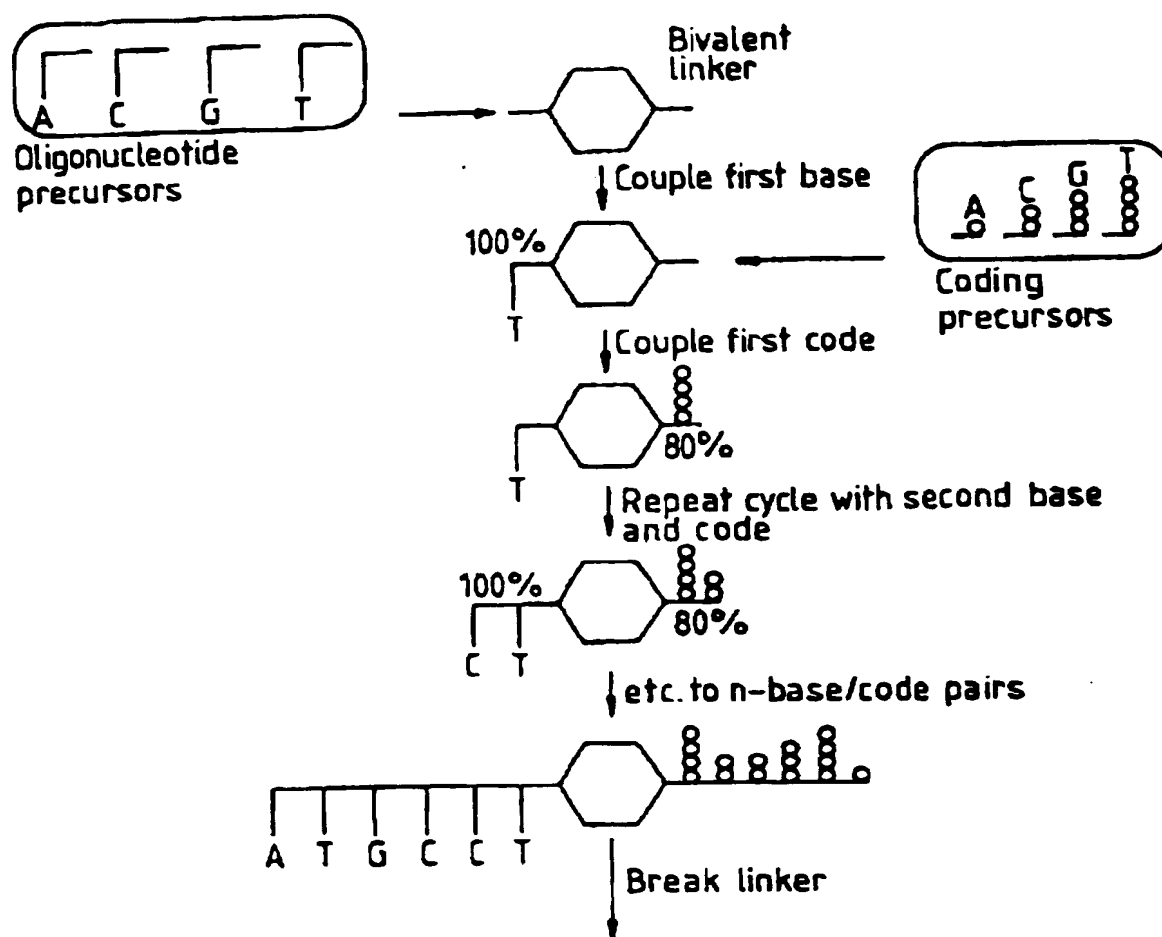 A C G T
Oligonucleotide
precursors
Bivalent
linker
Couple first base
A C G T
Coding
precursors
100%
T
Couple first code
T
80%
Repeat cycle with second base
and code
100%
C T
80%
etc. to n-base/code pairs
A T G C C T
Break linker